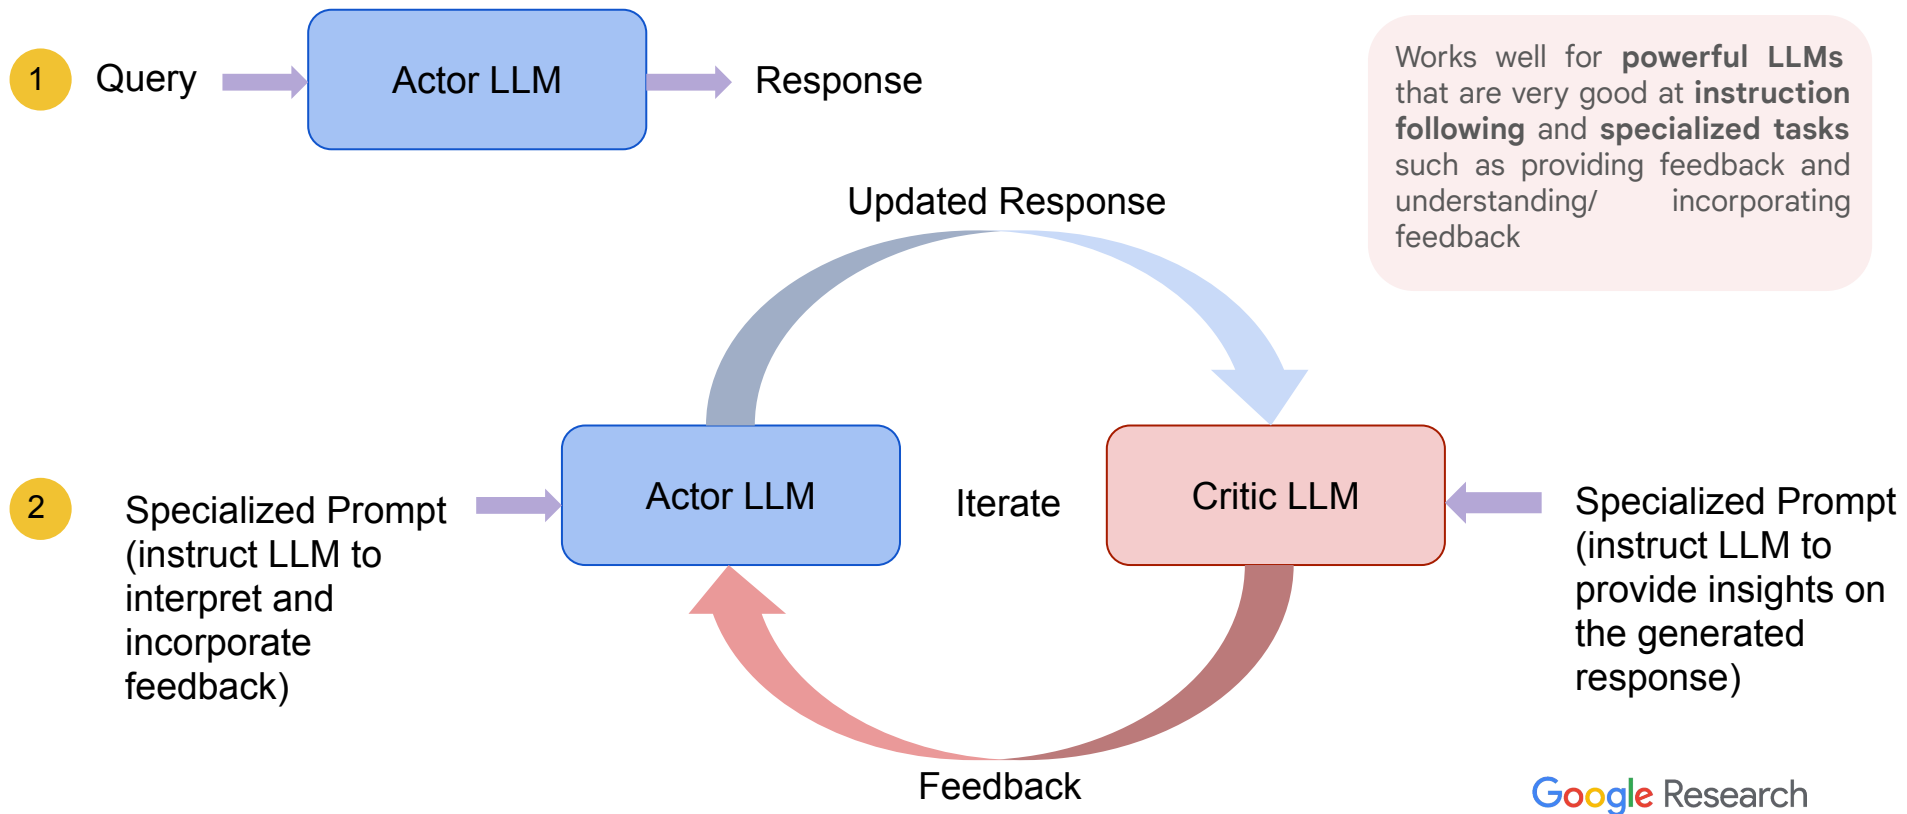 1
Query
Actor LLM
Response
Works well for powerful LLMs
that are very good at instruction
following and specialized tasks
such as providing feedback and
understanding/ incorporating
feedback
Updated Response
2
Specialized Prompt
(instruct LLM to
interpret and
incorporate
feedback)
Actor LLM
Iterate
Critic LLM
Specialized Prompt
(instruct LLM to
provide insights on
the generated
response)
Feedback
Google Research